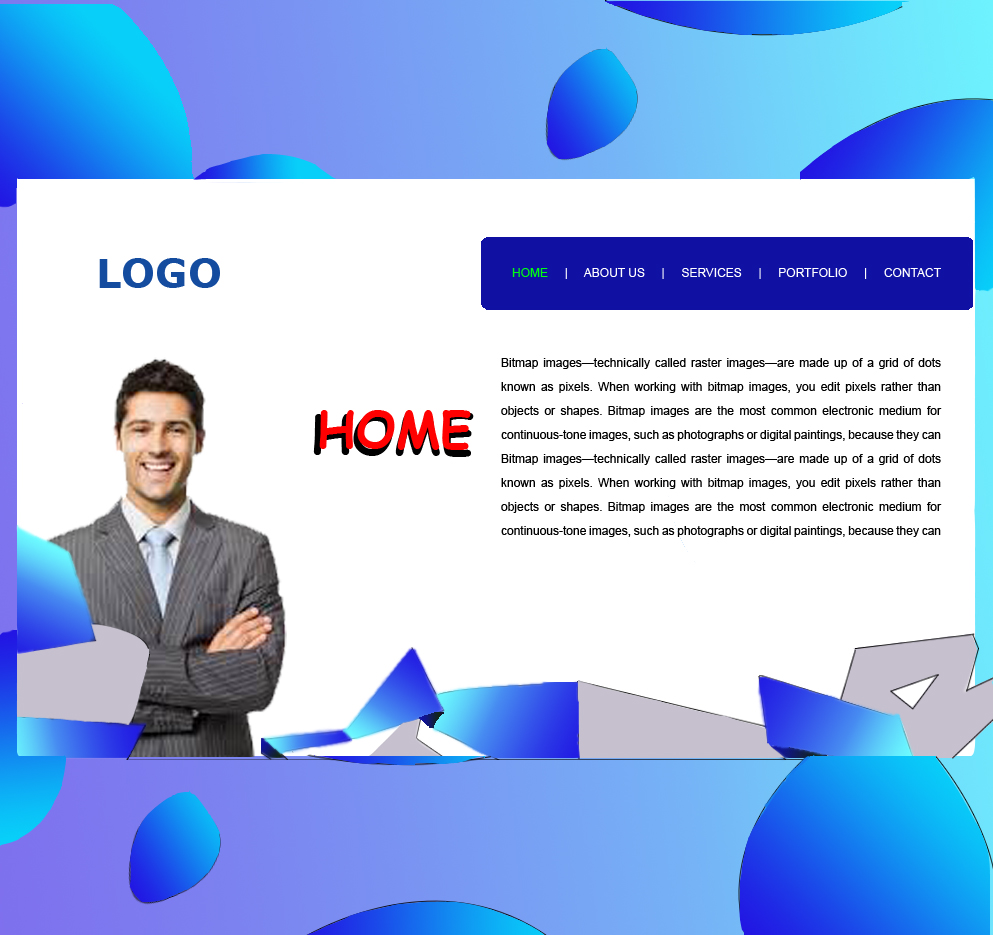 LOGO
HOME | ABOUT US | SERVICES | PORTFOLIO | CONTACT
HOME
Bitmap images—technically called raster images—are made up of a grid of dots
known as pixels. When working with bitmap images, you edit pixels rather than
objects or shapes. Bitmap images are the most common electronic medium for
continuous-tone images, such as photographs or digital paintings, because they can
Bitmap images—technically called raster images—are made up of a grid of dots
known as pixels. When working with bitmap images, you edit pixels rather than
objects or shapes. Bitmap images are the most common electronic medium for
continuous-tone images, such as photographs or digital paintings, because they can